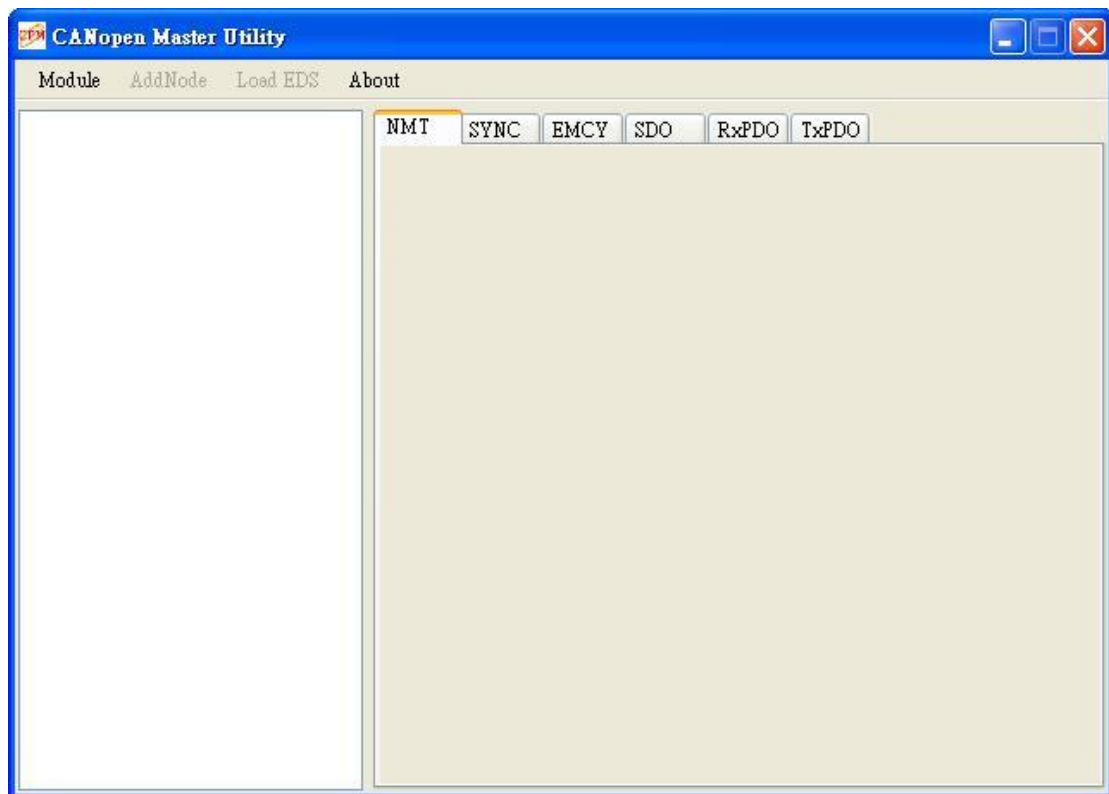 CANopen Master Utility
Module AddNode Load EDS About
NMT SYNC EMCY SDO RxPDO TxPDO